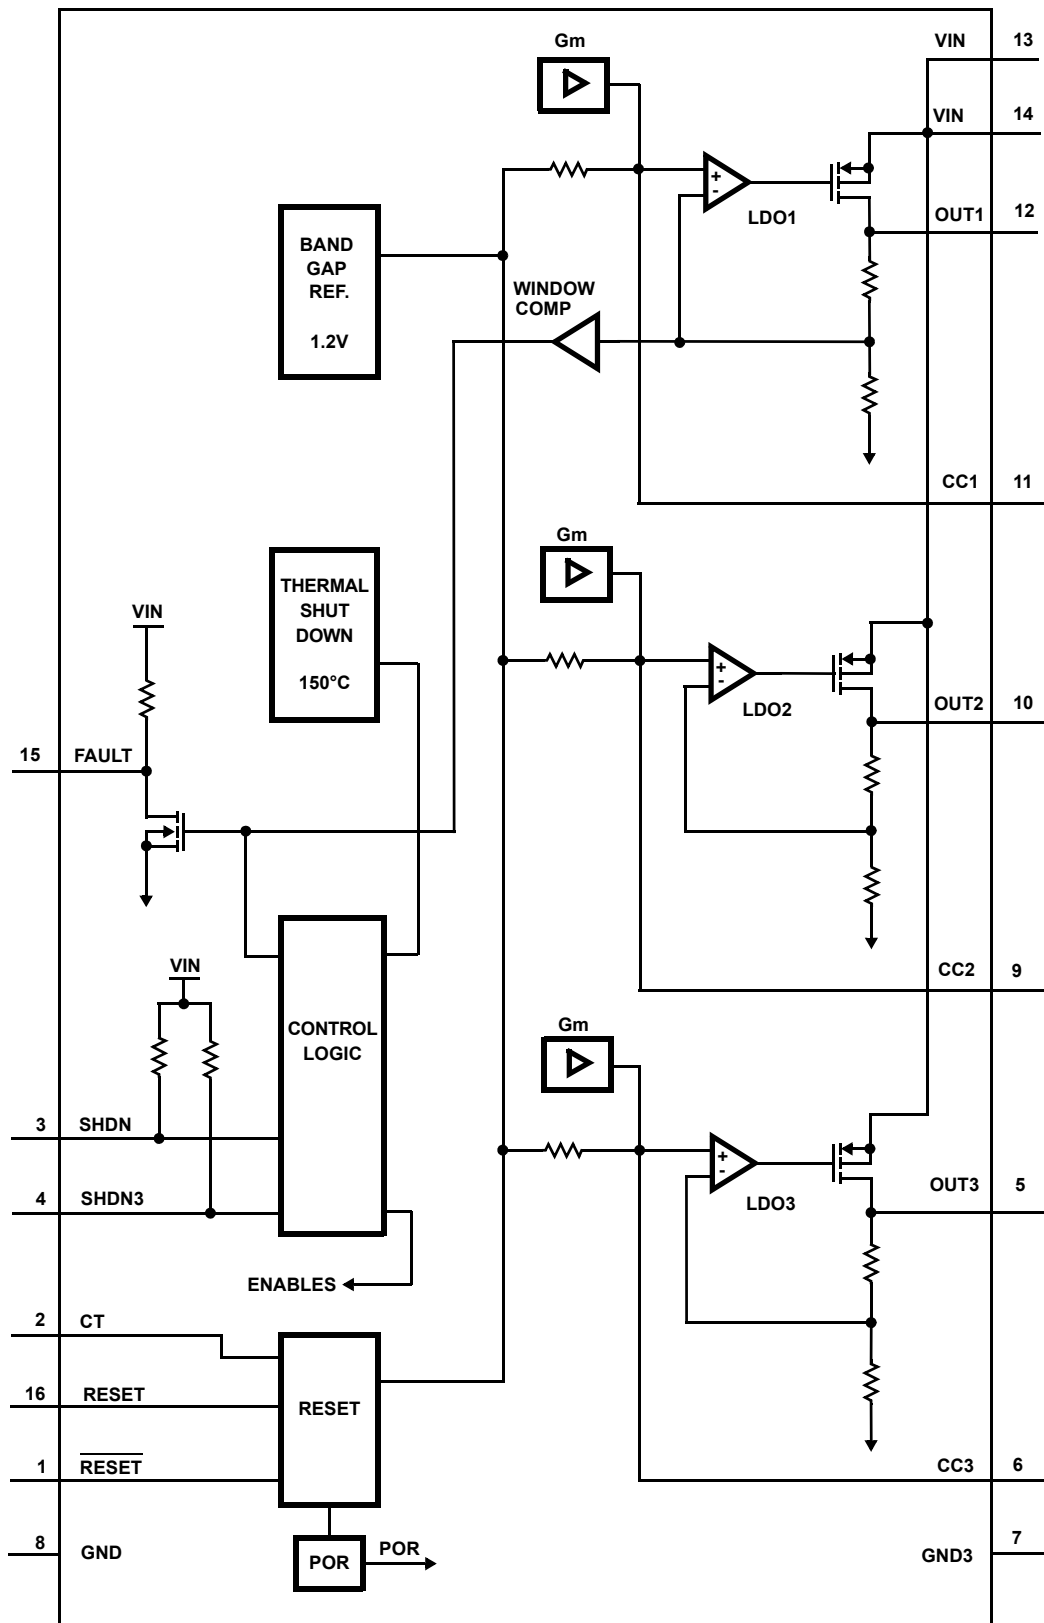 Gm
VIN 13
VIN 14
+
-
LDO1
OUT1 12
BAND
GAP
REF.
1.2V
WINDOW
COMP
CC1 11
Gm
THERMAL
SHUT
DOWN
150°C
VIN
+
-
LDO2
OUT2 10
15 FAULT
VIN
CC2 9
CONTROL
LOGIC
Gm
3 SHDN
+
-
LDO3
4 SHDN3
OUT3 5
ENABLES
2 CT
16 RESET
RESET
1 RESET
CC3 6
8 GND
POR
POR
GND3 7